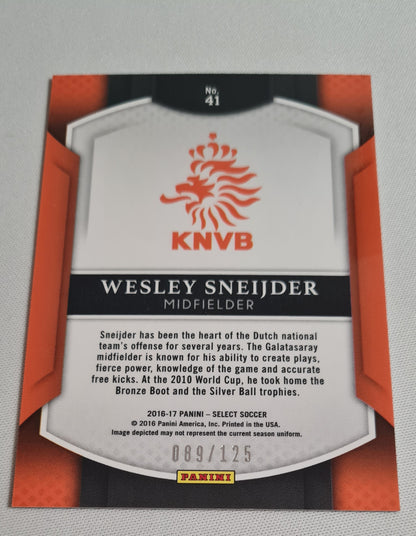 No.
41
KNVB
WESLEY SNEIJDER
MIDFIELDER
Sneijder has been the heart of the Dutch national
team's offense for several years. The Galatasaray
midfielder is known for his ability to create plays,
fierce power, knowledge of the game and accurate
free kicks. At the 2010 World Cup, he took home the
Bronze Boot and the Silver Ball trophies.
2016-17 PANINI – SELECT SOCCER
© 2016 Panini America, Inc. Printed in the USA.
Image depicted may not represent the current season uniform.
089/125
PANINI